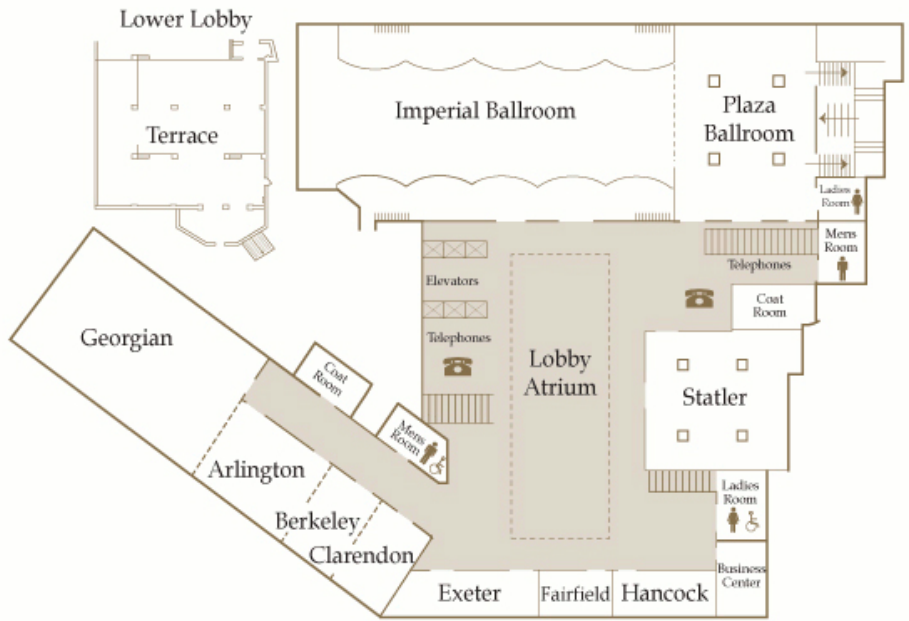 Lower Lobby
Terrace
Imperial Ballroom
Plaza
Ballroom
Ladies
Room
Mens
Room
Telephones
Elevators
Coat
Room
Telephones
Georgian
Lobby
Atrium
Coat
Room
Statler
Mens
Room
Arlington
Ladies
Room
Berkeley
Clarendon
Business
Center
Exeter
Fairfield
Hancock